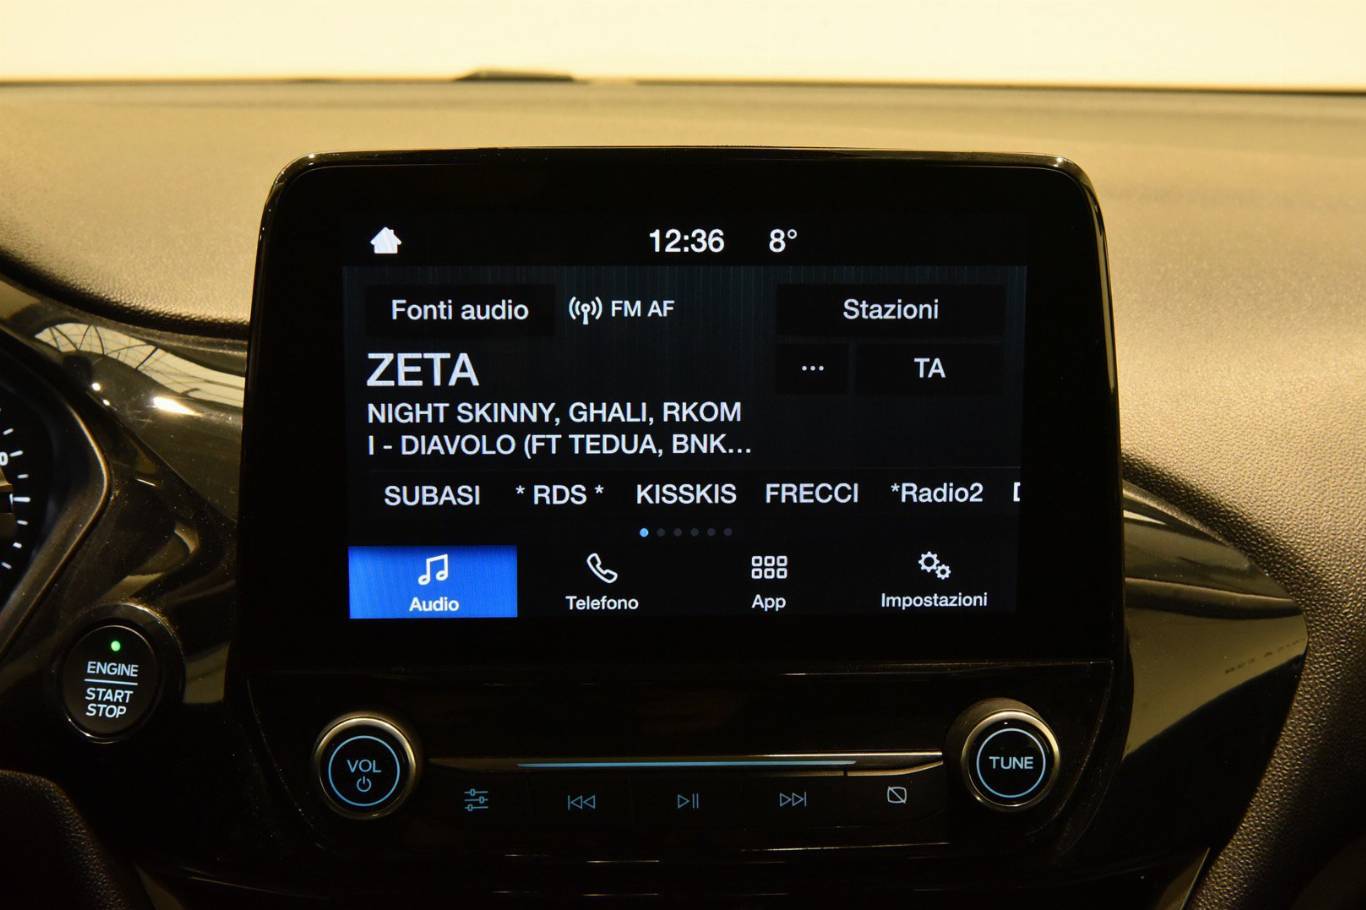 12:36 8°
Fonti audio FM AF Stazioni
ZETA ... TA
NIGHT SKINNY, GHALI, RKOM
I - DIAVOLO (FT TEDUA, BNK...
SUBASI * RDS * KISSKIS FRECCI *Radio2
Audio Telefono App Impostazioni
ENGINE
START
STOP
VOL
TUNE